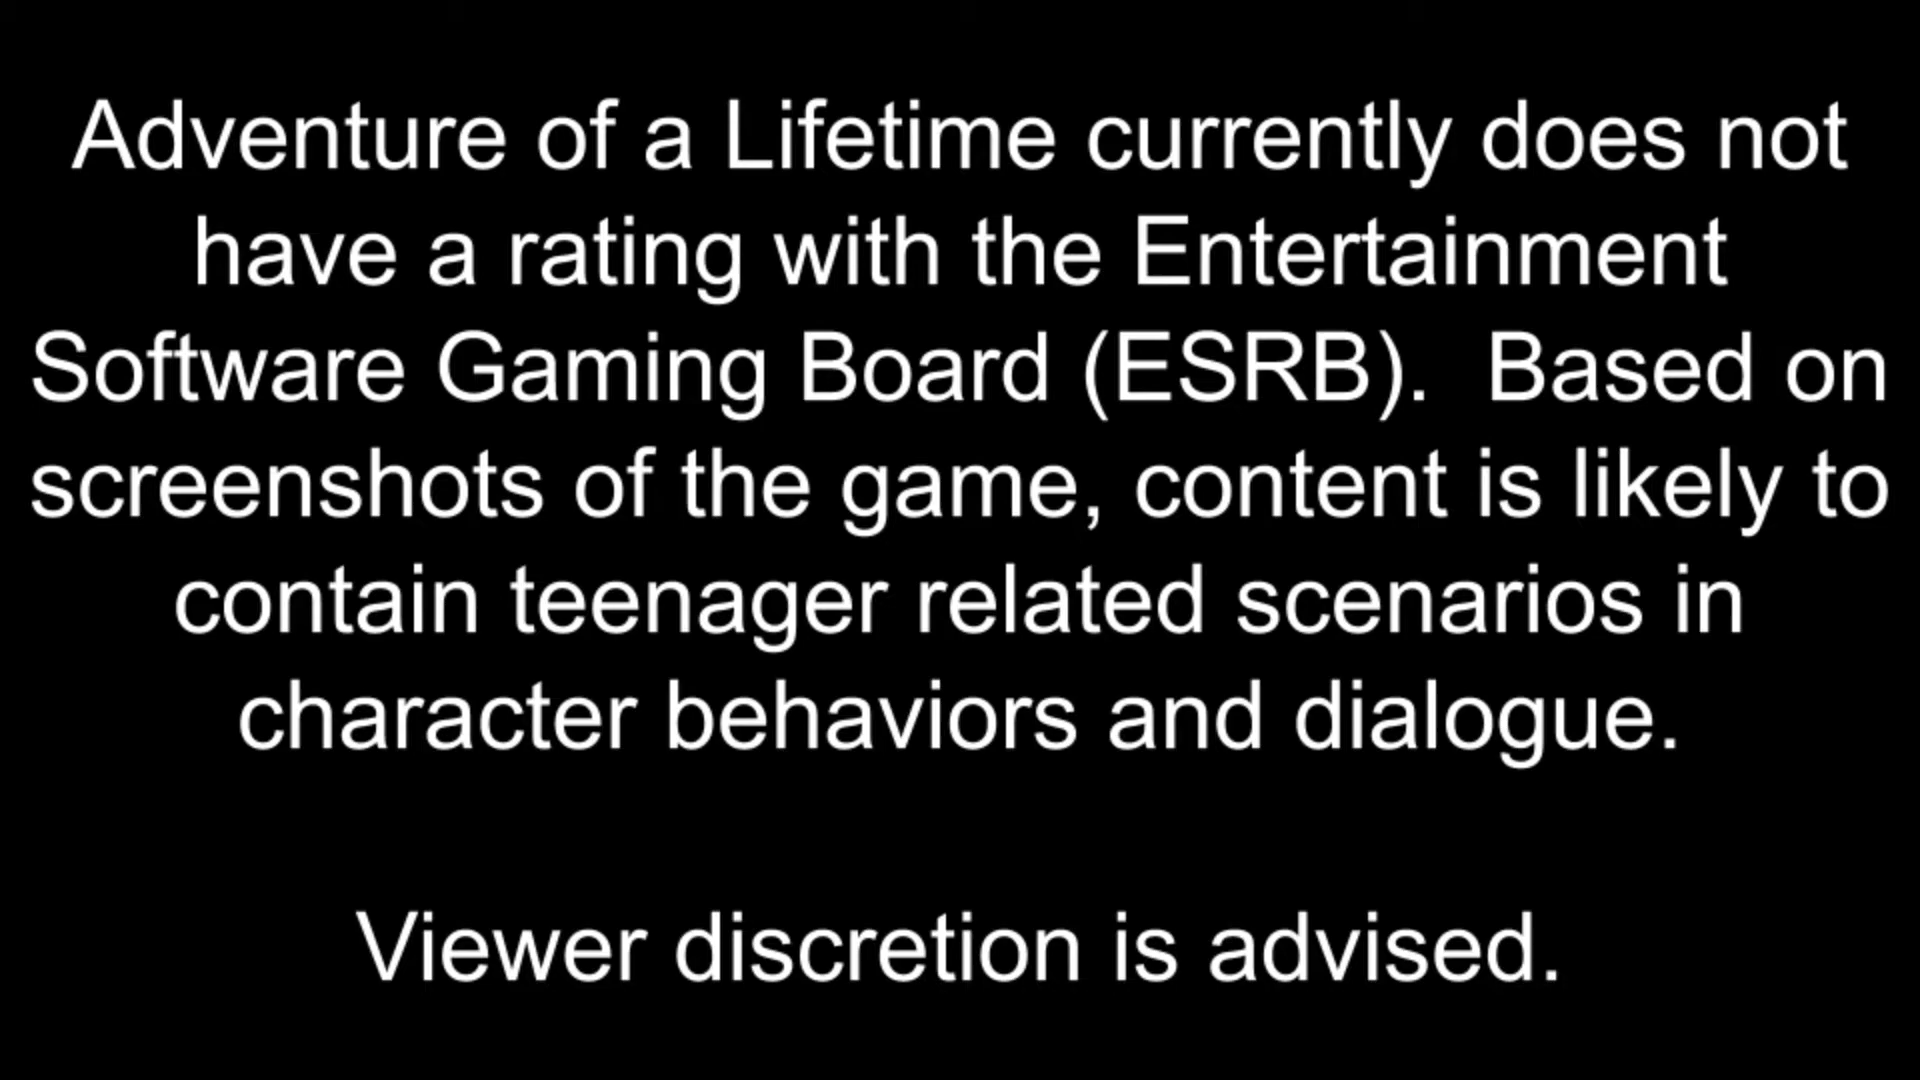 Adventure of a Lifetime currently does not
have a rating with the Entertainment
Software Gaming Board (ESRB).  Based on
screenshots of the game, content is likely to
contain teenager related scenarios in
character behaviors and dialogue.
Viewer discretion is advised.